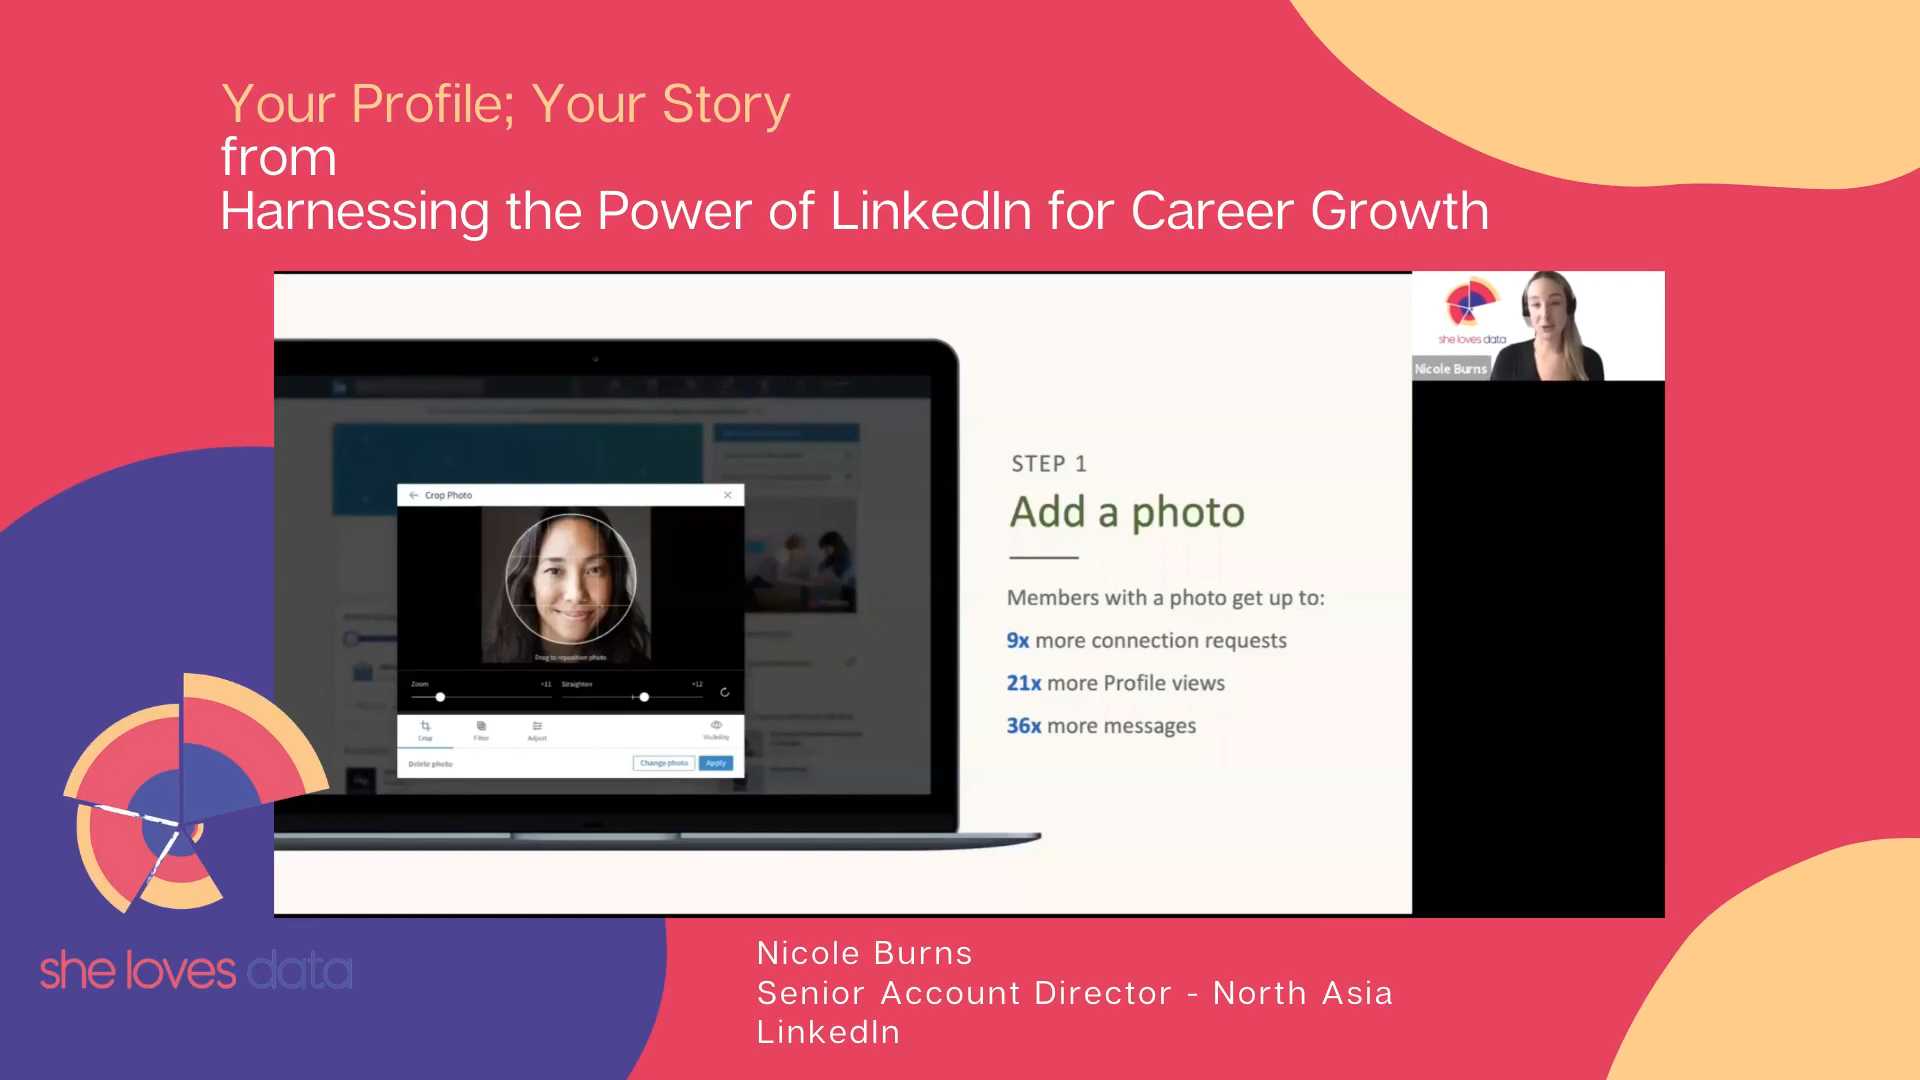 Your Profile; Your Story
from
Harnessing the Power of LinkedIn for Career Growth
she loves data
Nicole Burns
STEP 1
Add a photo
Members with a photo get up to:
9x more connection requests
21x more Profile views
36x more messages
Crop Photo
Drag to reposition photo
Zoom
+11
Straighten
+12
Crop
Filter
Adjust
Visibility
Delete photo
Change photo
Apply
she loves data
Nicole Burns
Senior Account Director - North Asia
LinkedIn